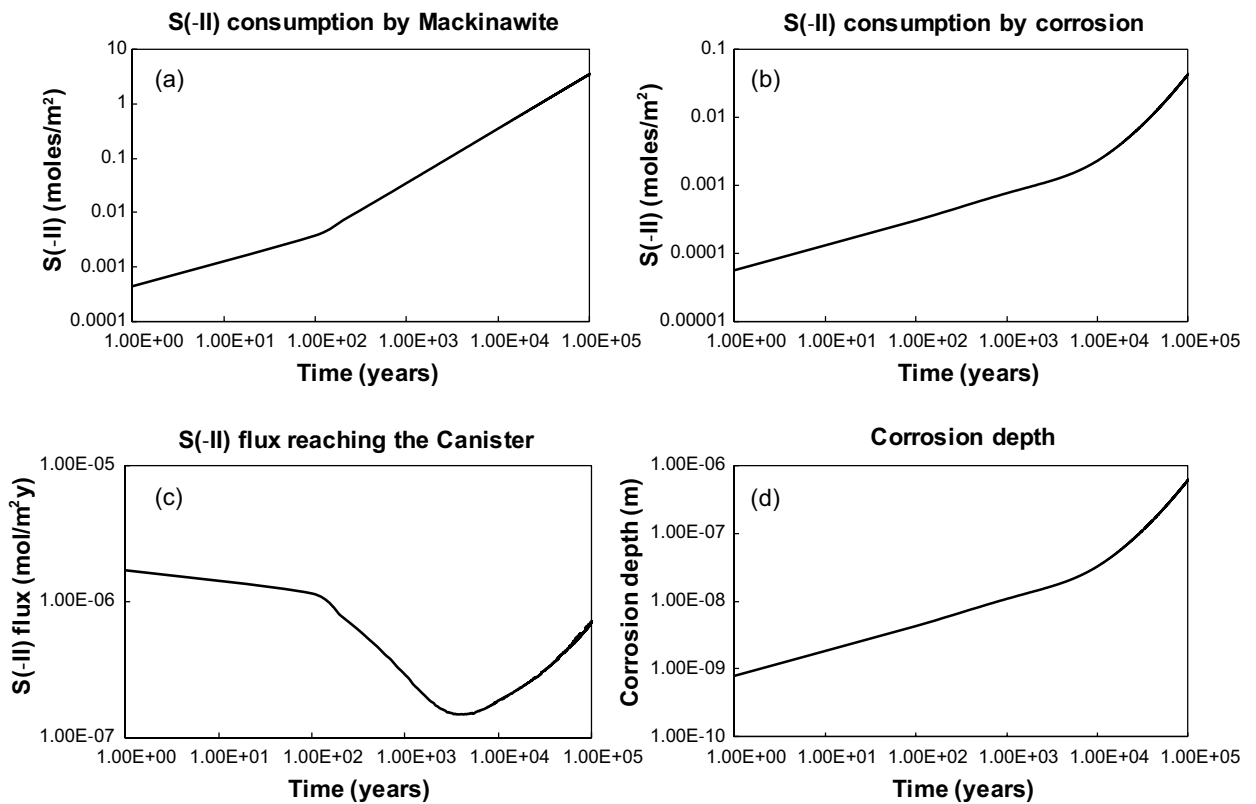 S(-II) consumption by Mackinawite
(a)
S(-II) (moles/m²)
10
1
0.1
0.01
0.001
0.0001
1.00E+00 1.00E+01 1.00E+02 1.00E+03 1.00E+04 1.00E+05
Time (years)
S(-II) consumption by corrosion
(b)
S(-II) (moles/m²)
0.1
0.01
0.001
0.0001
0.00001
1.00E+00 1.00E+01 1.00E+02 1.00E+03 1.00E+04 1.00E+05
Time (years)
S(-II) flux reaching the Canister
(c)
S(-II) flux (mol/m²y)
1.00E-05
1.00E-06
1.00E-07
1.00E+00 1.00E+01 1.00E+02 1.00E+03 1.00E+04 1.00E+05
Time (years)
Corrosion depth
(d)
Corrosion depth (m)
1.00E-06
1.00E-07
1.00E-08
1.00E-09
1.00E-10
1.00E+00 1.00E+01 1.00E+02 1.00E+03 1.00E+04 1.00E+05
Time (years)